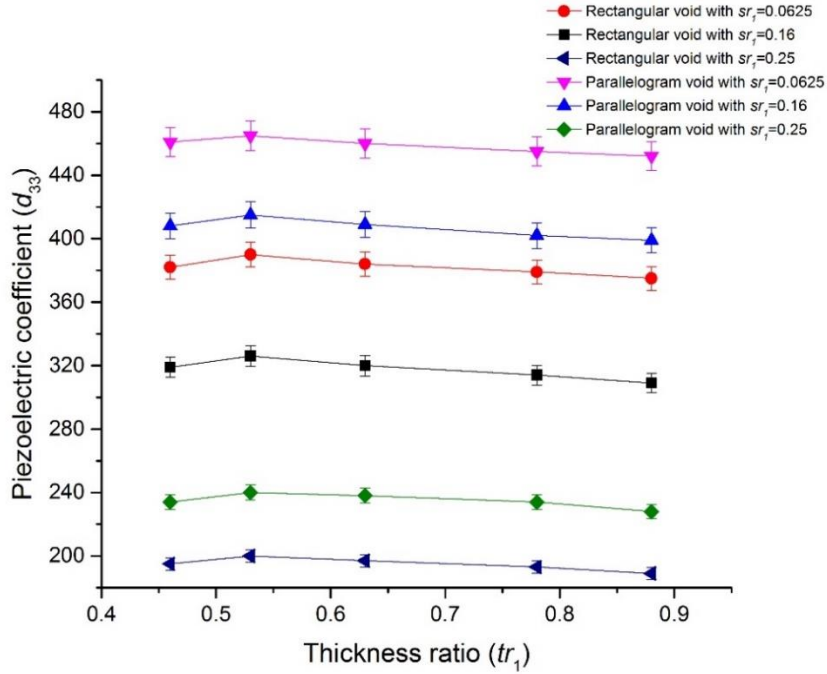 Rectangular void with sr₁=0.0625
Rectangular void with sr₁=0.16
Rectangular void with sr₁=0.25
Parallelogram void with sr₁=0.0625
Parallelogram void with sr₁=0.16
Parallelogram void with sr₁=0.25
480
440
400
360
320
280
240
200
Piezoelectric coefficient (d₃₃)
0.4 0.5 0.6 0.7 0.8 0.9
Thickness ratio (tr₁)